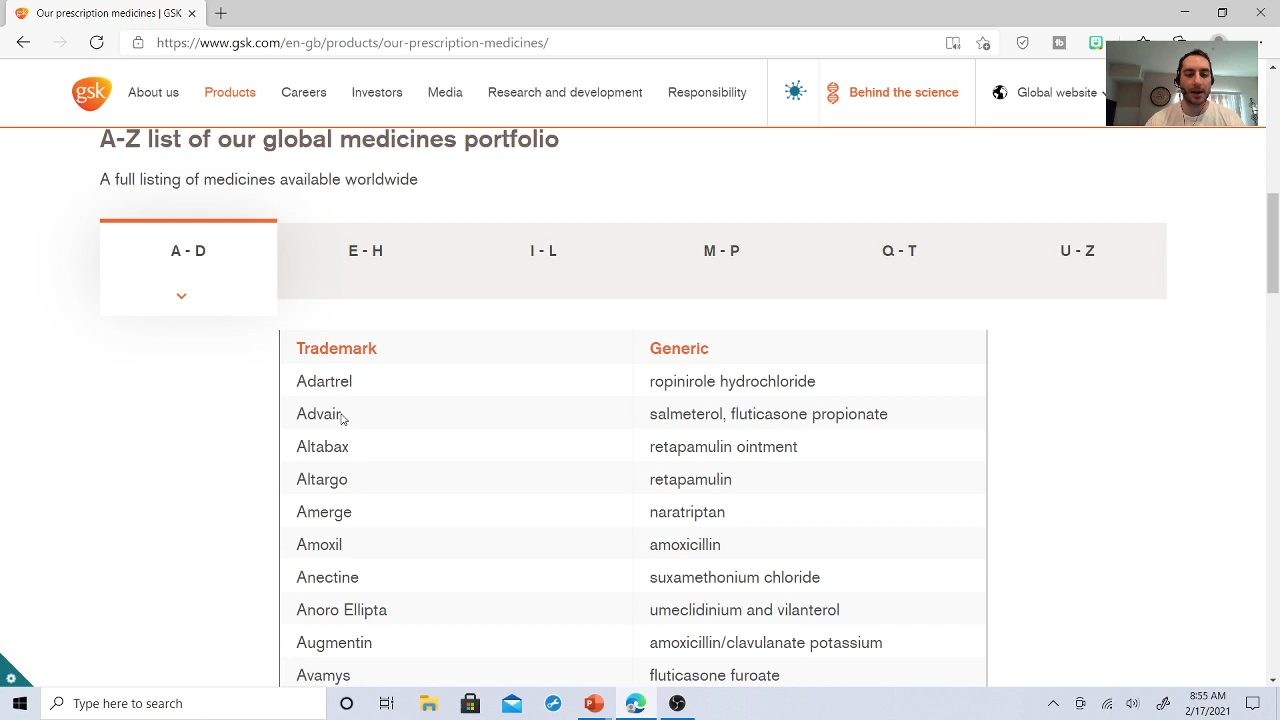 Our prescription medicines | GSK
https://www.gsk.com/en-gb/products/our-prescription-medicines/
gsk About us Products Careers Investors Media Research and development Responsibility Behind the science Global website
A-Z list of our global medicines portfolio
A full listing of medicines available worldwide
A - D E - H I - L M - P Q - T U - Z
Trademark Generic
Adartrel ropinirole hydrochloride
Advair salmeterol, fluticasone propionate
Altabax retapamulin ointment
Altargo retapamulin
Amerge naratriptan
Amoxil amoxicillin
Anectine suxamethonium chloride
Anoro Ellipta umeclidinium and vilanterol
Augmentin amoxicillin/clavulanate potassium
Avamys fluticasone furoate
Type here to search
8:55 AM
2/17/2021